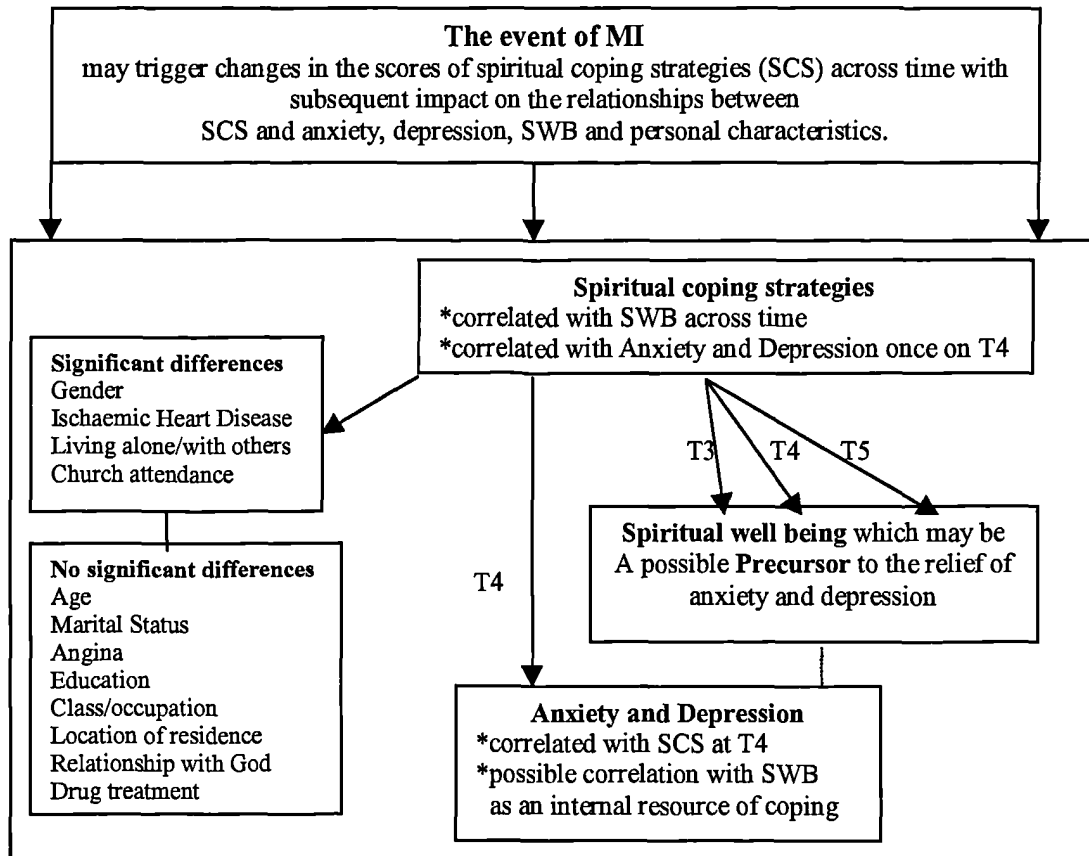 The event of MI
may trigger changes in the scores of spiritual coping strategies (SCS) across time with
subsequent impact on the relationships between
SCS and anxiety, depression, SWB and personal characteristics.
Spiritual coping strategies
*correlated with SWB across time
*correlated with Anxiety and Depression once on T4
Significant differences
Gender
Ischaemic Heart Disease
Living alone/with others
Church attendance
T3
T4
T5
No significant differences
Age
Marital Status
Angina
Education
Class/occupation
Location of residence
Relationship with God
Drug treatment
T4
Spiritual well being which may be
A possible Precursor to the relief of
anxiety and depression
Anxiety and Depression
*correlated with SCS at T4
*possible correlation with SWB
as an internal resource of coping